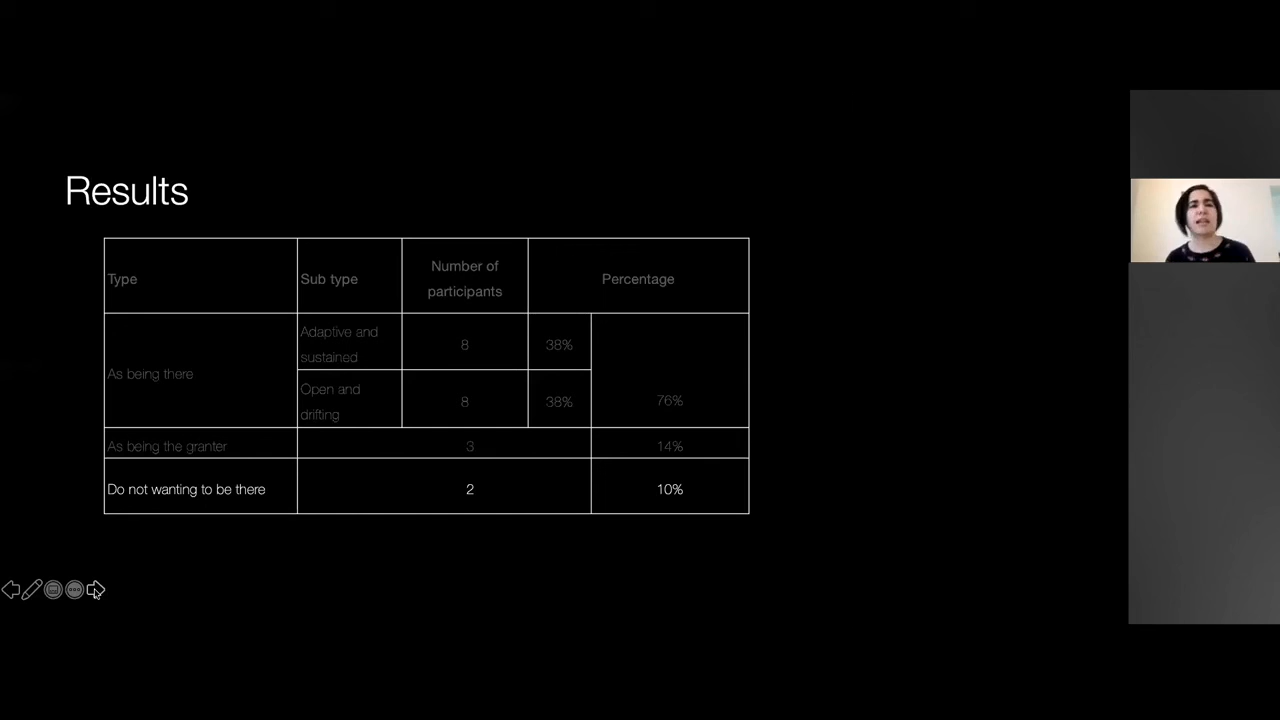 Results
Type
Sub type
Number of
participants
Percentage
As being there
Adaptive and
sustained
8
38%
Open and
drifting
8
38%
76%
As being the granter
3
14%
Do not wanting to be there
2
10%